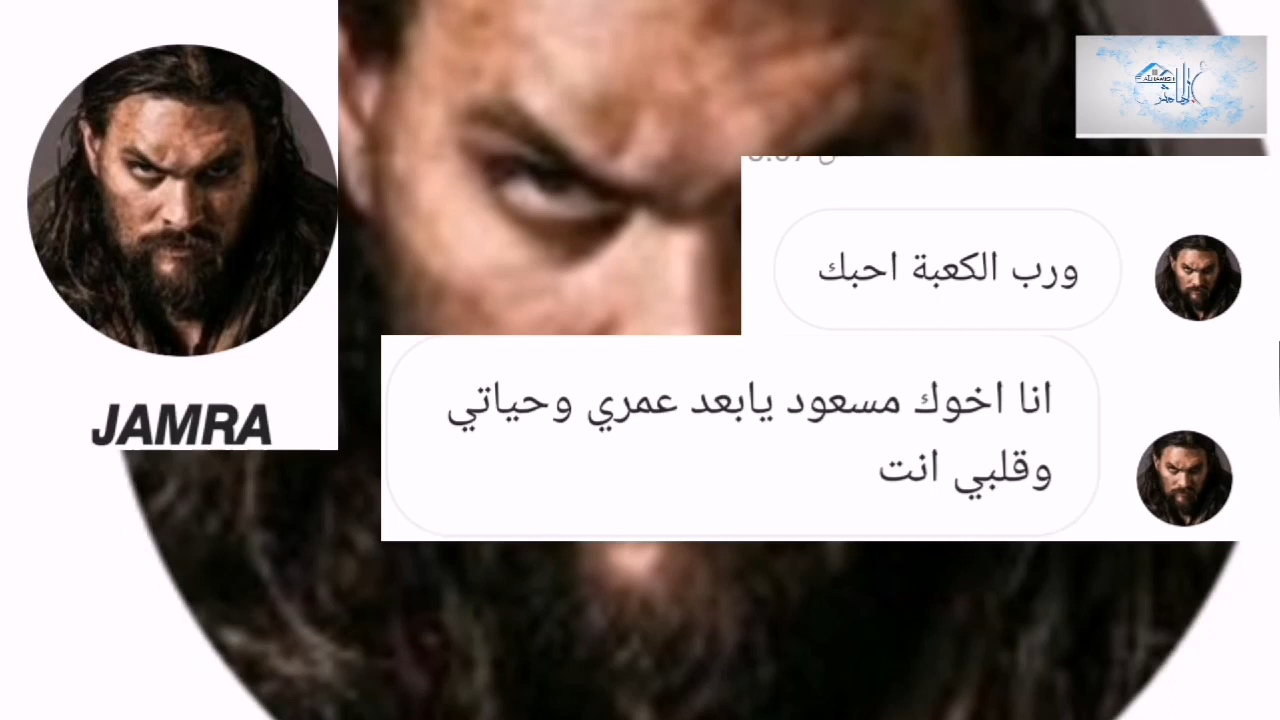 ورب الكعبة احبك
انا اخوك مسعود يابعد عمري وحياتي
وقلبي انت
JAMRA